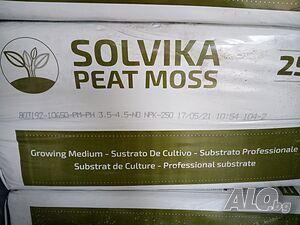 SOLVIKA
PEAT MOSS
25
803192-10650-PM-PH 3.5-4.5-NO NPK-250 17/05/21 10:54 104-2
Growing Medium - Sustrato De Cultivo - Substrato Professionale
Substrat de Culture - Professional substrate
ALO.bg